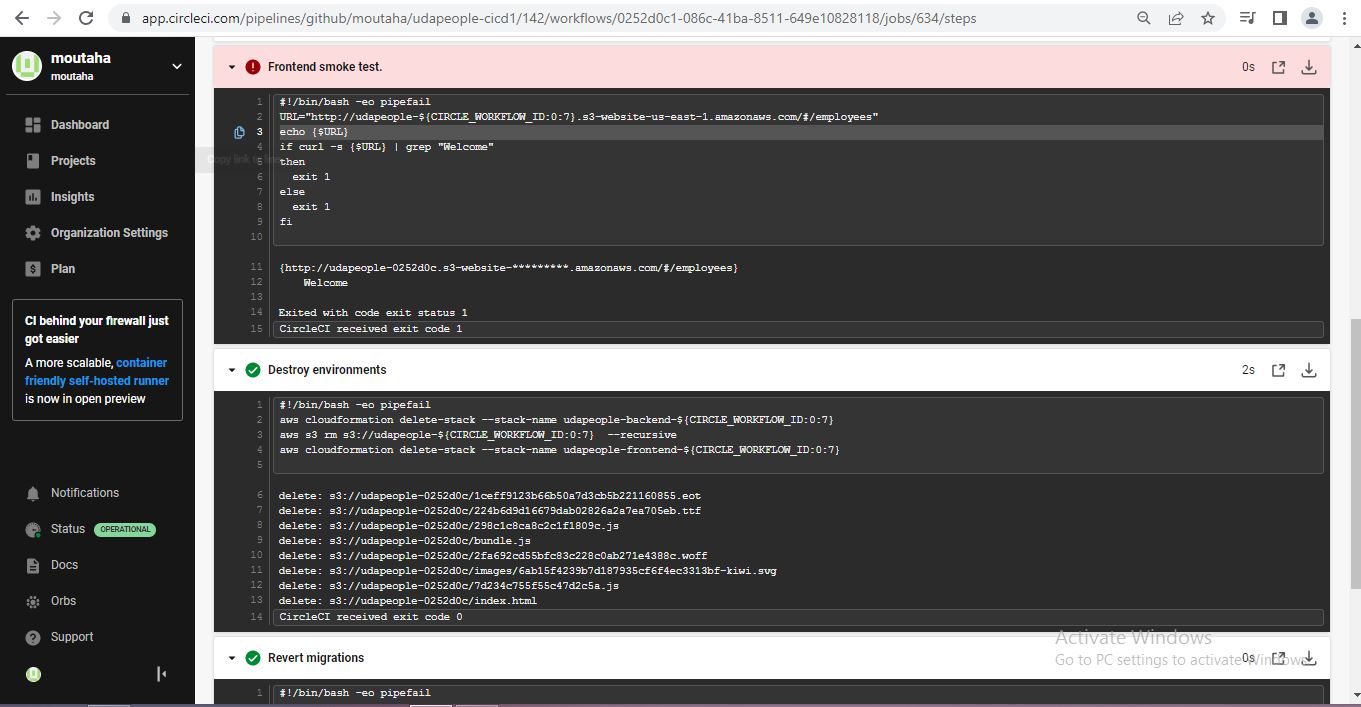 app.circleci.com/pipelines/github/moutaha/udapeople-cicd1/142/workflows/0252d0c1-086c-41ba-8511-649e10828118/jobs/634/steps
moutaha
moutaha
Dashboard
Projects
Insights
Organization Settings
Plan
CI behind your firewall just
got easier
A more scalable, container
friendly self-hosted runner
is now in open preview
Notifications
Status OPERATIONAL
Docs
Orbs
Support
Frontend smoke test. 0s
1 #!/bin/bash -eo pipefail
2 URL="http://udapeople-${CIRCLE_WORKFLOW_ID:0:7}.s3-website-us-east-1.amazonaws.com/#/employees"
3 echo {$URL}
4 if curl -s {$URL} | grep "Welcome"
Copy link to line
5 then
6 exit 1
7 else
8 exit 1
9 fi
10
11 {http://udapeople-0252d0c.s3-website-*********.amazonaws.com/#/employees}
12 Welcome
13
14 Exited with code exit status 1
15 CircleCI received exit code 1
Destroy environments 2s
1 #!/bin/bash -eo pipefail
2 aws cloudformation delete-stack --stack-name udapeople-backend-${CIRCLE_WORKFLOW_ID:0:7}
3 aws s3 rm s3://udapeople-${CIRCLE_WORKFLOW_ID:0:7} --recursive
4 aws cloudformation delete-stack --stack-name udapeople-frontend-${CIRCLE_WORKFLOW_ID:0:7}
5
6 delete: s3://udapeople-0252d0c/1ceff9123b66b50a7d3cb5b221160855.eot
7 delete: s3://udapeople-0252d0c/224b6d9d16679dab02826a2a7ea705eb.ttf
8 delete: s3://udapeople-0252d0c/298c1c8ca8c2c1f1809c.js
9 delete: s3://udapeople-0252d0c/bundle.js
10 delete: s3://udapeople-0252d0c/2fa692cd55bfc83c228c0ab271e4388c.woff
11 delete: s3://udapeople-0252d0c/images/6ab15f4239b7d187935cf6f4ec3313bf-kiwi.svg
12 delete: s3://udapeople-0252d0c/7d234c755f55c47d2c5a.js
13 delete: s3://udapeople-0252d0c/index.html
14 CircleCI received exit code 0
Activate Windows
Go to PC settings to activate Windows.
Revert migrations 0s
1 #!/bin/bash -eo pipefail